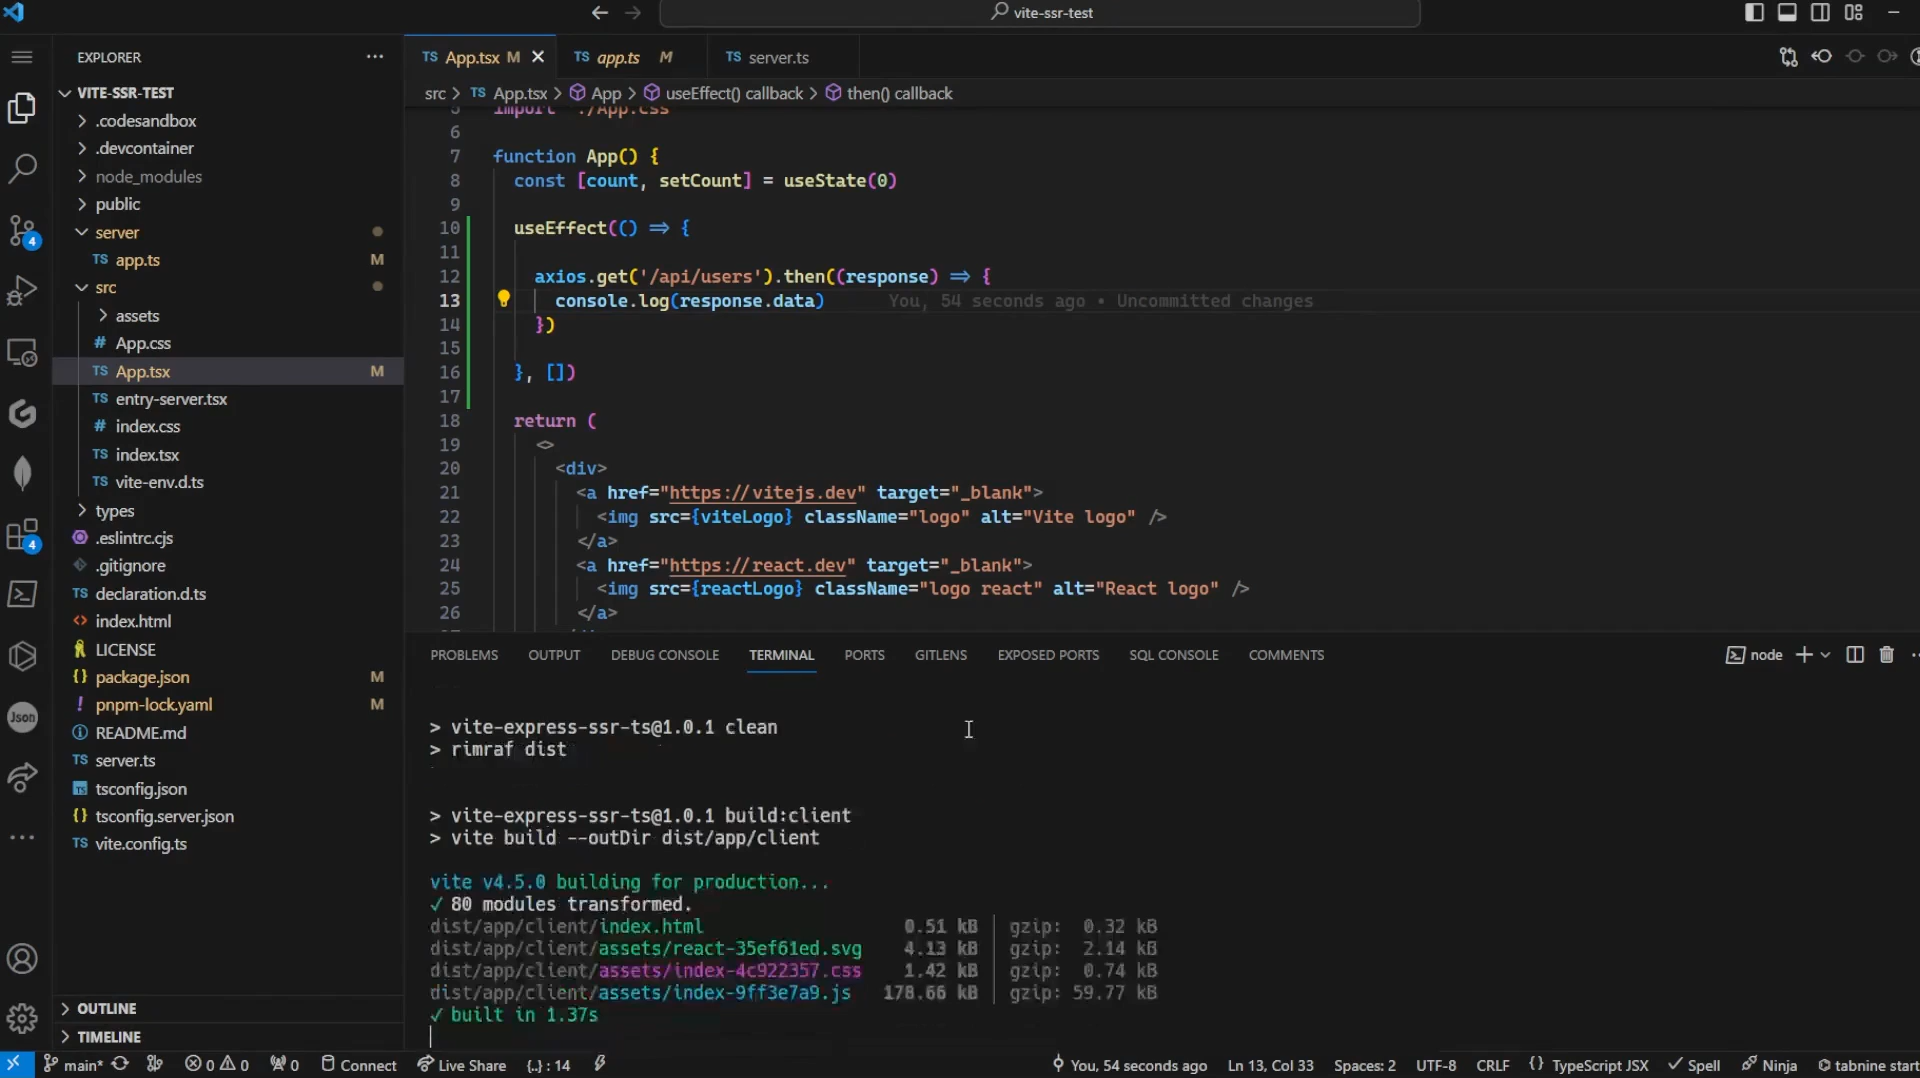 vite-ssr-test
EXPLORER
VITE-SSR-TEST
.codesandbox
.devcontainer
node_modules
public
server
TS app.ts M
src
assets
# App.css
TS App.tsx M
TS entry-server.tsx
# index.css
TS index.tsx
TS vite-env.d.ts
types
.eslintrc.cjs
.gitignore
TS declaration.d.ts
<> index.html
LICENSE
{} package.json M
! pnpm-lock.yaml M
README.md
TS server.ts
tsconfig.json
{} tsconfig.server.json
TS vite.config.ts
OUTLINE
TIMELINE
4
4
Json
TS App.tsx M
TS app.ts M
TS server.ts
src > TS App.tsx > App > useEffect() callback > then() callback
5 import './App.css'
6
7 function App() {
8 const [count, setCount] = useState(0)
9
10 useEffect(() => {
11
12 axios.get('/api/users').then((response) => {
13 console.log(response.data) You, 54 seconds ago • Uncommitted changes
14 })
15
16 }, [])
17
18 return (
19 <>
20 <div>
21 <a href="https://vitejs.dev" target="_blank">
22 <img src={viteLogo} className="logo" alt="Vite logo" />
23 </a>
24 <a href="https://react.dev" target="_blank">
25 <img src={reactLogo} className="logo react" alt="React logo" />
26 </a>
PROBLEMS OUTPUT DEBUG CONSOLE TERMINAL PORTS GITLENS EXPOSED PORTS SQL CONSOLE COMMENTS
node
> vite-express-ssr-ts@1.0.1 clean
> rimraf dist
> vite-express-ssr-ts@1.0.1 build:client
> vite build --outDir dist/app/client
vite v4.5.0 building for production...
✓ 80 modules transformed.
dist/app/client/index.html 0.51 kB │ gzip: 0.32 kB
dist/app/client/assets/react-35ef61ed.svg 4.13 kB │ gzip: 2.14 kB
dist/app/client/assets/index-4c922357.css 1.42 kB │ gzip: 0.74 kB
dist/app/client/assets/index-9ff3e7a9.js 178.66 kB │ gzip: 59.77 kB
✓ built in 1.37s
main* 0 0 0 Connect Live Share {..} : 14 You, 54 seconds ago Ln 13, Col 33 Spaces: 2 UTF-8 CRLF {} TypeScript JSX Spell Ninja tabnine start